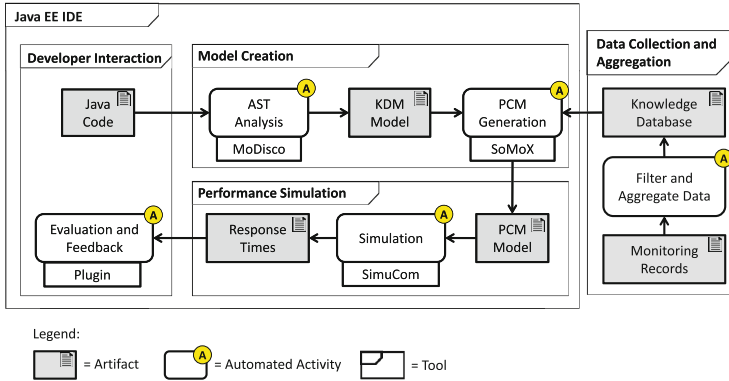 Java EE IDE
Developer Interaction
Model Creation
Data Collection and
Aggregation
Java
Code
A
AST
Analysis
MoDisco
KDM
Model
A
PCM
Generation
SoMoX
Knowledge
Database
A
Filter and
Aggregate Data
Monitoring
Records
Performance Simulation
A
Evaluation and
Feedback
Plugin
Response
Times
A
Simulation
SimuCom
PCM
Model
Legend:
= Artifact
A
= Automated Activity
= Tool